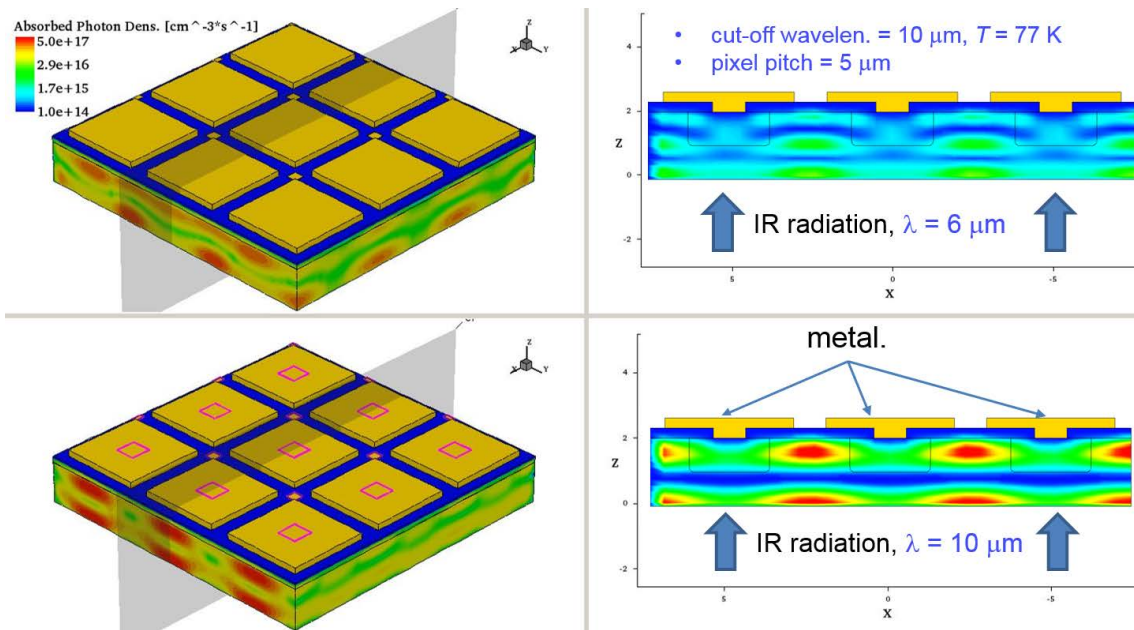 Absorbed Photon Dens. [cm^-3*s^-1]
5.0e+17
2.9e+16
1.7e+15
1.0e+14
z
x
Y
• cut-off wavelen. = 10 μm, T = 77 K
• pixel pitch = 5 μm
4
2
Z
0
-2
IR radiation, λ = 6 μm
5
0
-5
X
z
x
Y
metal.
4
2
Z
0
-2
IR radiation, λ = 10 μm
5
0
-5
X